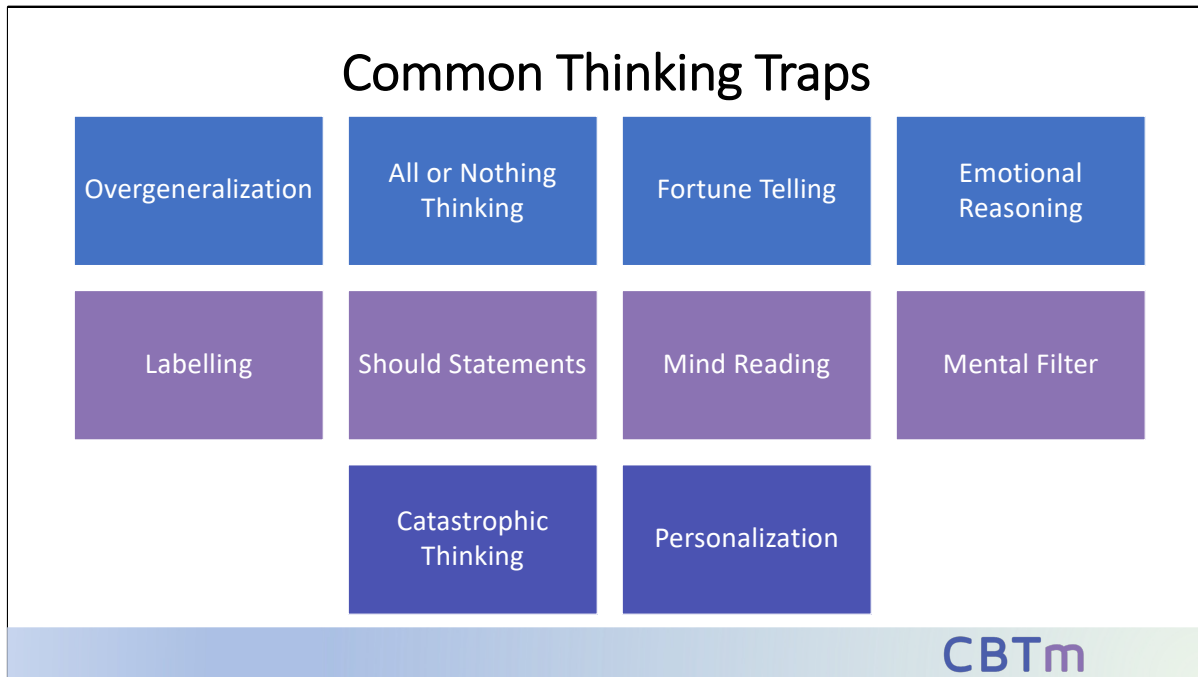 Common Thinking Traps
Overgeneralization
All or Nothing
Thinking
Fortune Telling
Emotional
Reasoning
Labelling
Should Statements
Mind Reading
Mental Filter
Catastrophic
Thinking
Personalization
CBTm